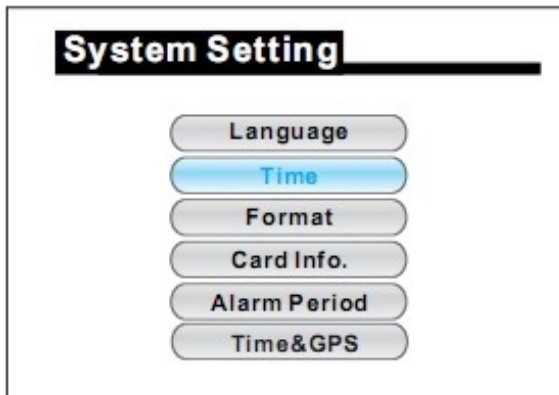 System Setting
Language
Time
Format
Card Info.
Alarm Period
Time&GPS